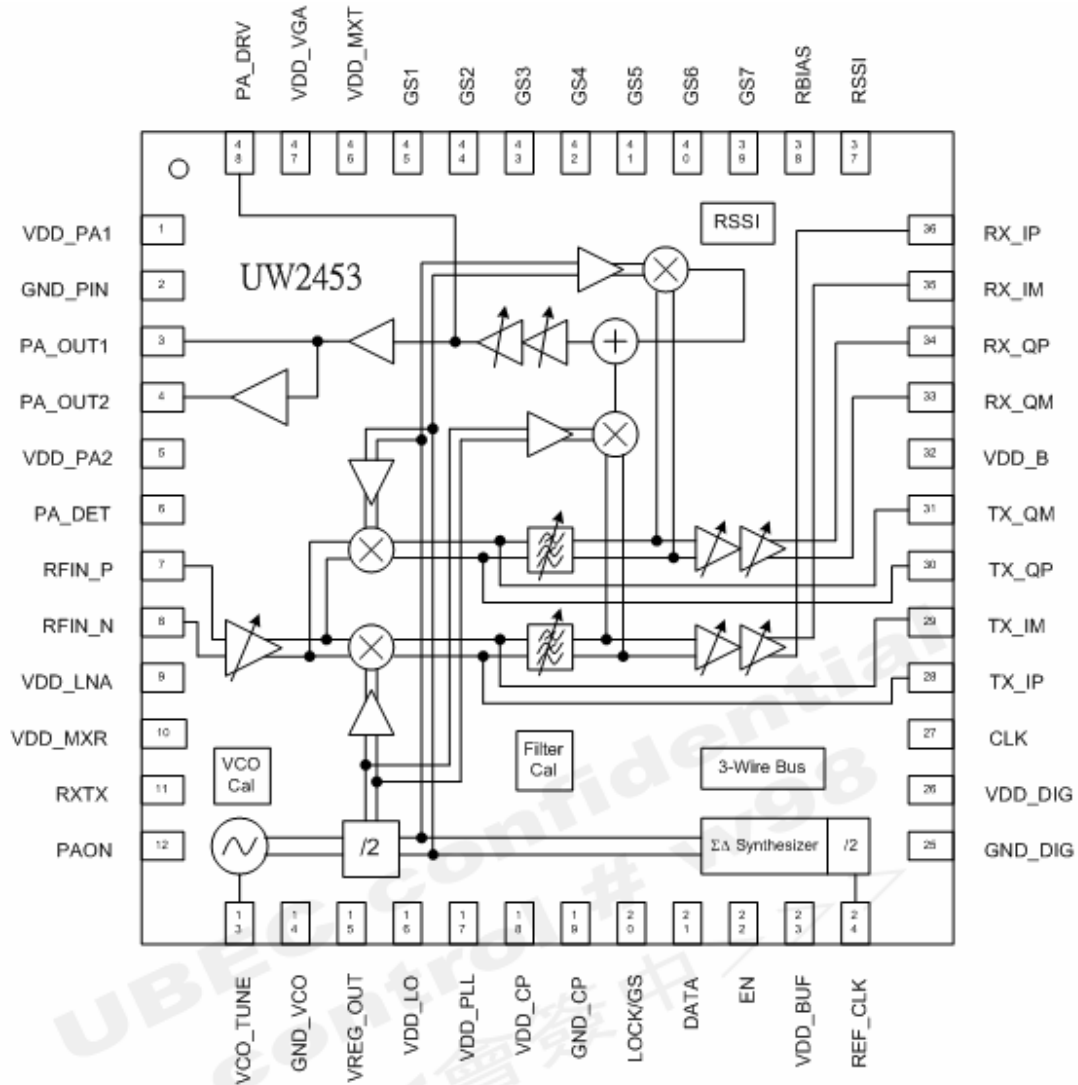 PA_DRV
VDD_VGA
VDD_MXT
GS1
GS2
GS3
GS4
GS5
GS6
GS7
RBIAS
RSSI
48
47
46
45
44
43
42
41
40
39
38
37
UW2453
RSSI
VDD_PA1
1
GND_PIN
2
PA_OUT1
3
PA_OUT2
4
VDD_PA2
5
PA_DET
6
RFIN_P
7
RFIN_N
8
VDD_LNA
9
VDD_MXR
10
RXTX
11
PAON
12
36
RX_IP
35
RX_IM
34
RX_QP
33
RX_QM
32
VDD_B
31
TX_QM
30
TX_QP
29
TX_IM
28
TX_IP
27
CLK
26
VDD_DIG
25
GND_DIG
+
VCO
Cal
Filter
Cal
3-Wire Bus
/2
ΣΔ Synthesizer
/2
13
14
15
16
17
18
19
20
21
22
23
24
VCO_TUNE
GND_VCO
VREG_OUT
VDD_LO
VDD_PLL
VDD_CP
GND_CP
LOCK/GS
DATA
EN
VDD_BUF
REF_CLK
UBEC confidential
control # w98
會簽中